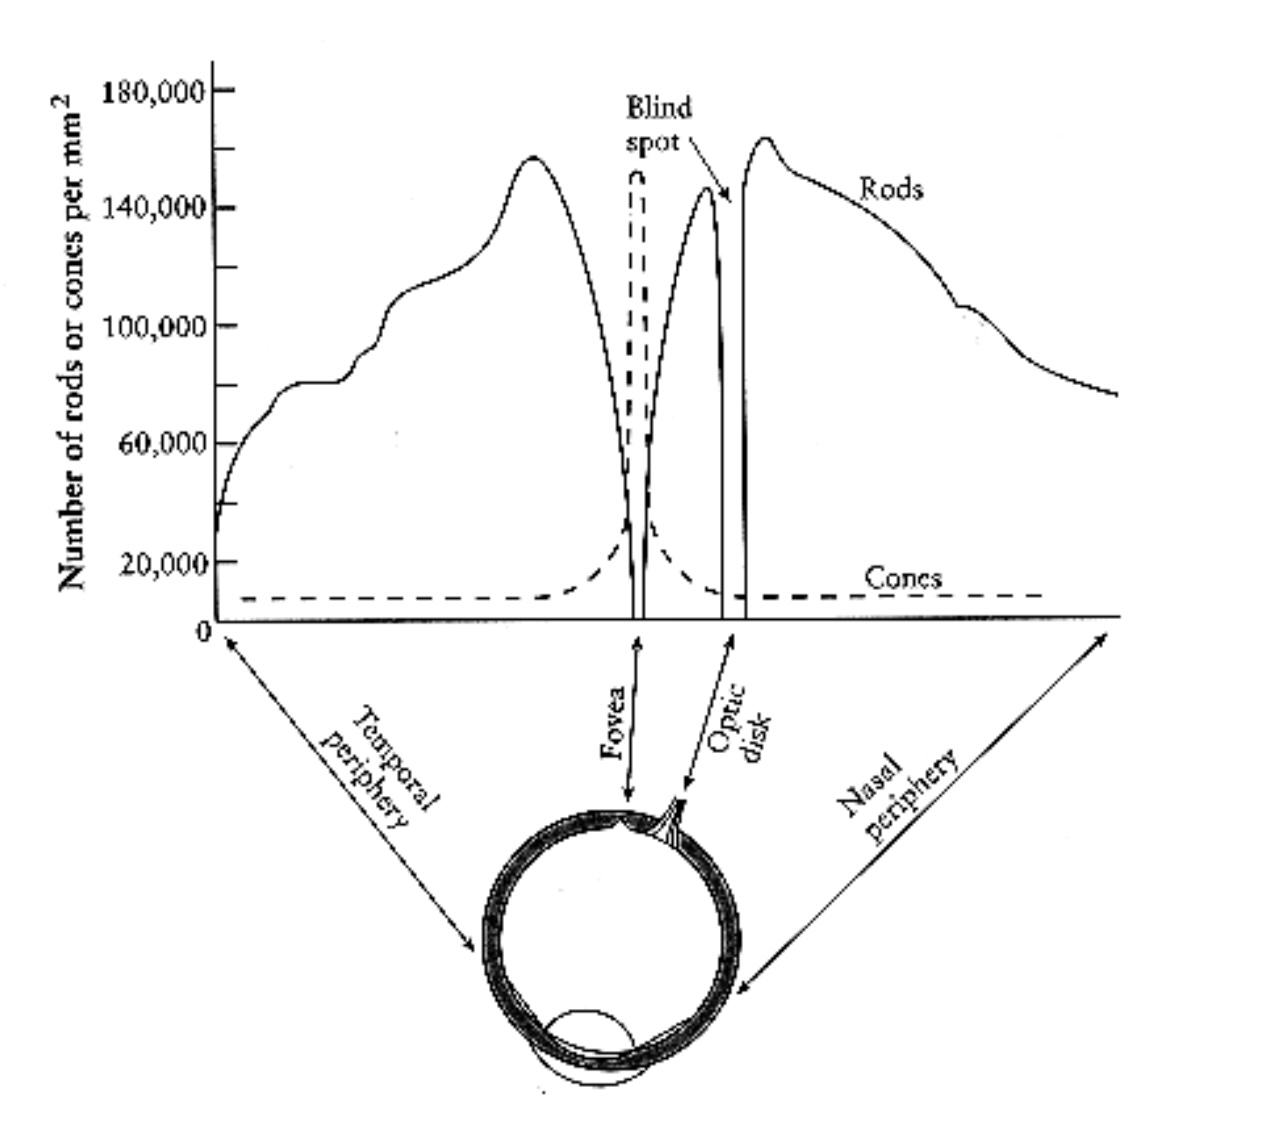 Number of rods or cones per mm²
180,000
140,000
100,000
60,000
20,000
0
Blind
spot
Rods
Cones
Temporal
periphery
Fovea
Optic
disk
Nasal
periphery